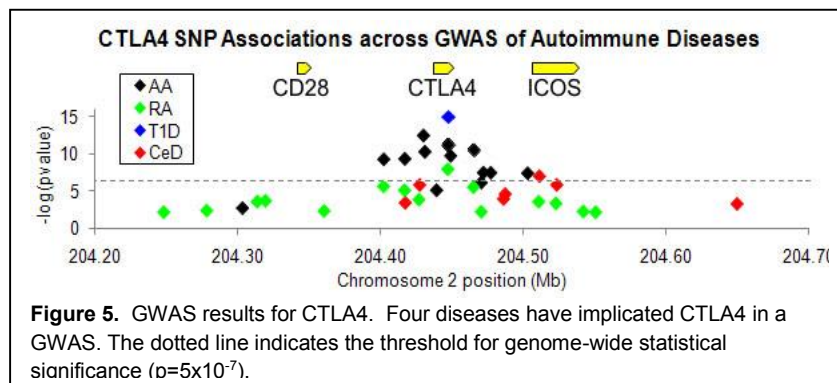 CTLA4 SNP Associations across GWAS of Autoimmune Diseases
CD28 CTLA4 ICOS
AA
RA
T1D
CeD
-log(pvalue)
15
10
5
0
204.20 204.30 204.40 204.50 204.60 204.70
Chromosome 2 position (Mb)
Figure 5. GWAS results for CTLA4. Four diseases have implicated CTLA4 in a
GWAS. The dotted line indicates the threshold for genome-wide statistical
significance (p=5x10⁻⁷).